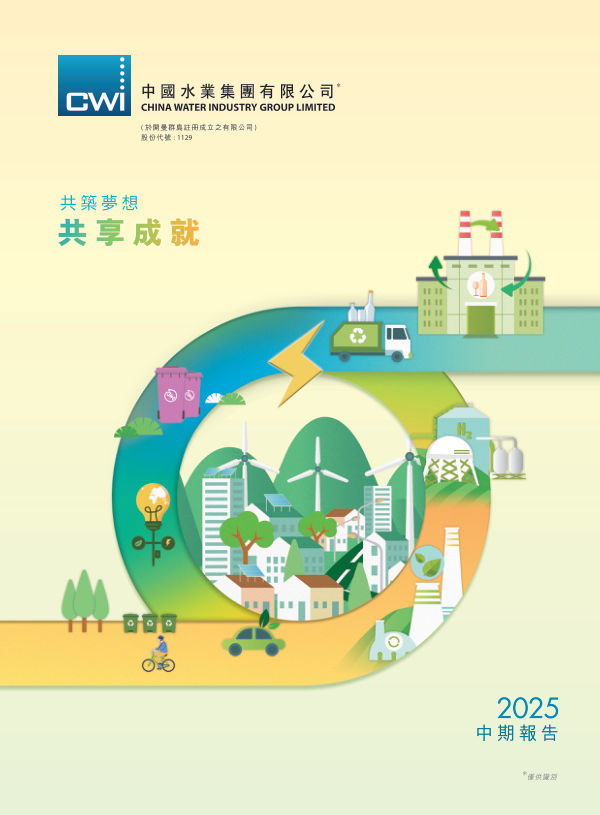 CWi
中國水業集團有限公司*
CHINA WATER INDUSTRY GROUP LIMITED
(於開曼群島註冊成立之有限公司)
股份代號 : 1129
共築夢想
共享成就
H2
2025
中期報告
*僅供識別